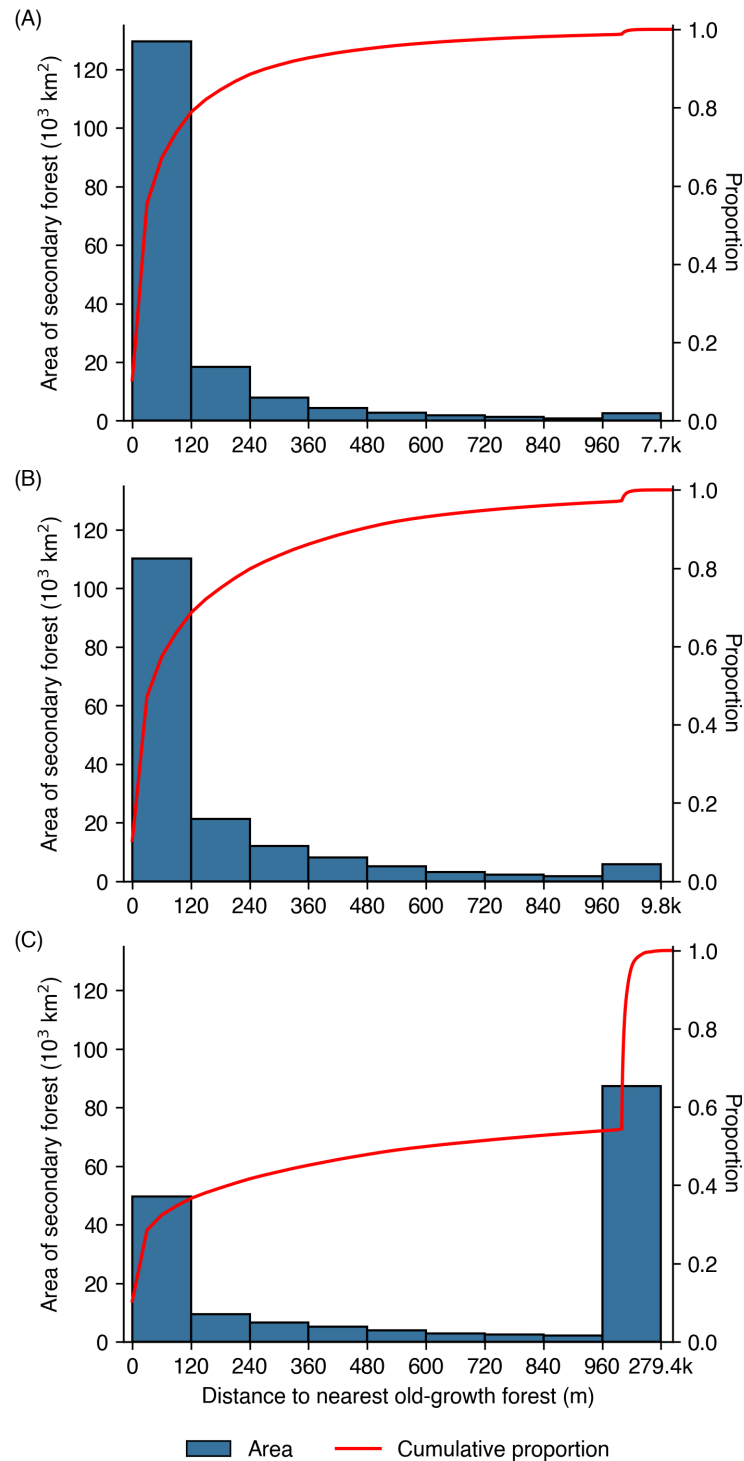 (A)
Area of secondary forest (10³ km²)
120
100
80
60
40
20
0
1.0
0.8
0.6
0.4
0.2
0.0
Proportion
0 120 240 360 480 600 720 840 960 7.7k
(B)
Area of secondary forest (10³ km²)
120
100
80
60
40
20
0
1.0
0.8
0.6
0.4
0.2
0.0
Proportion
0 120 240 360 480 600 720 840 960 9.8k
(C)
Area of secondary forest (10³ km²)
120
100
80
60
40
20
0
1.0
0.8
0.6
0.4
0.2
0.0
Proportion
0 120 240 360 480 600 720 840 960 279.4k
Distance to nearest old-growth forest (m)
Area Cumulative proportion